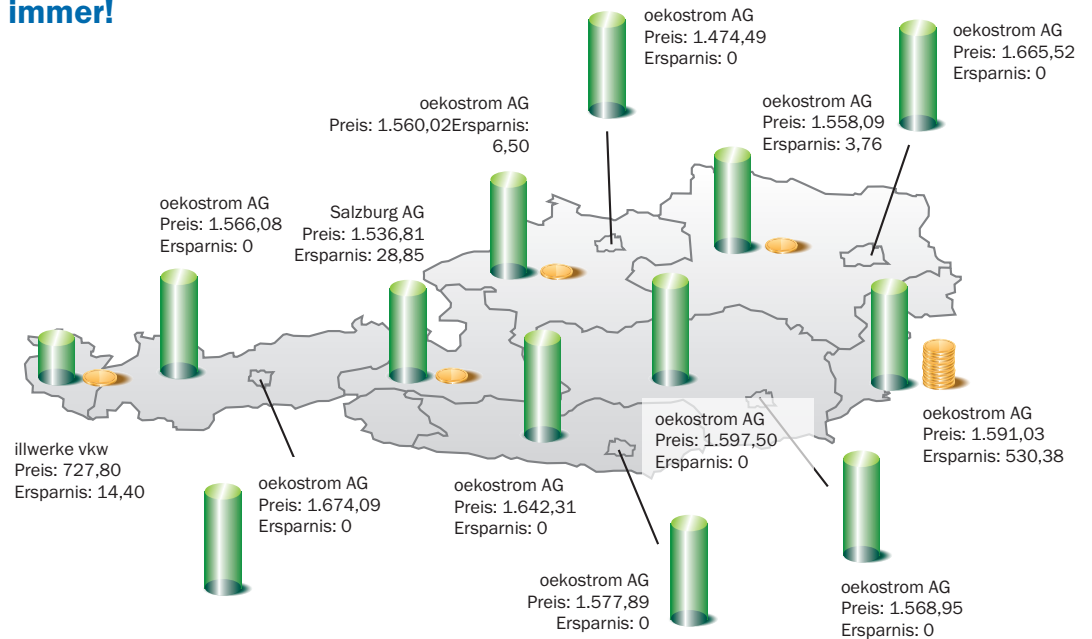 immer!
oekostrom AG
Preis: 1.474,49
Ersparnis: 0
oekostrom AG
Preis: 1.665,52
Ersparnis: 0
oekostrom AG
Preis: 1.560,02Ersparnis:
6,50
oekostrom AG
Preis: 1.558,09
Ersparnis: 3,76
oekostrom AG
Preis: 1.566,08
Ersparnis: 0
Salzburg AG
Preis: 1.536,81
Ersparnis: 28,85
illwerke vkw
Preis: 727,80
Ersparnis: 14,40
oekostrom AG
Preis: 1.674,09
Ersparnis: 0
oekostrom AG
Preis: 1.642,31
Ersparnis: 0
oekostrom AG
Preis: 1.597,50
Ersparnis: 0
oekostrom AG
Preis: 1.591,03
Ersparnis: 530,38
oekostrom AG
Preis: 1.577,89
Ersparnis: 0
oekostrom AG
Preis: 1.568,95
Ersparnis: 0